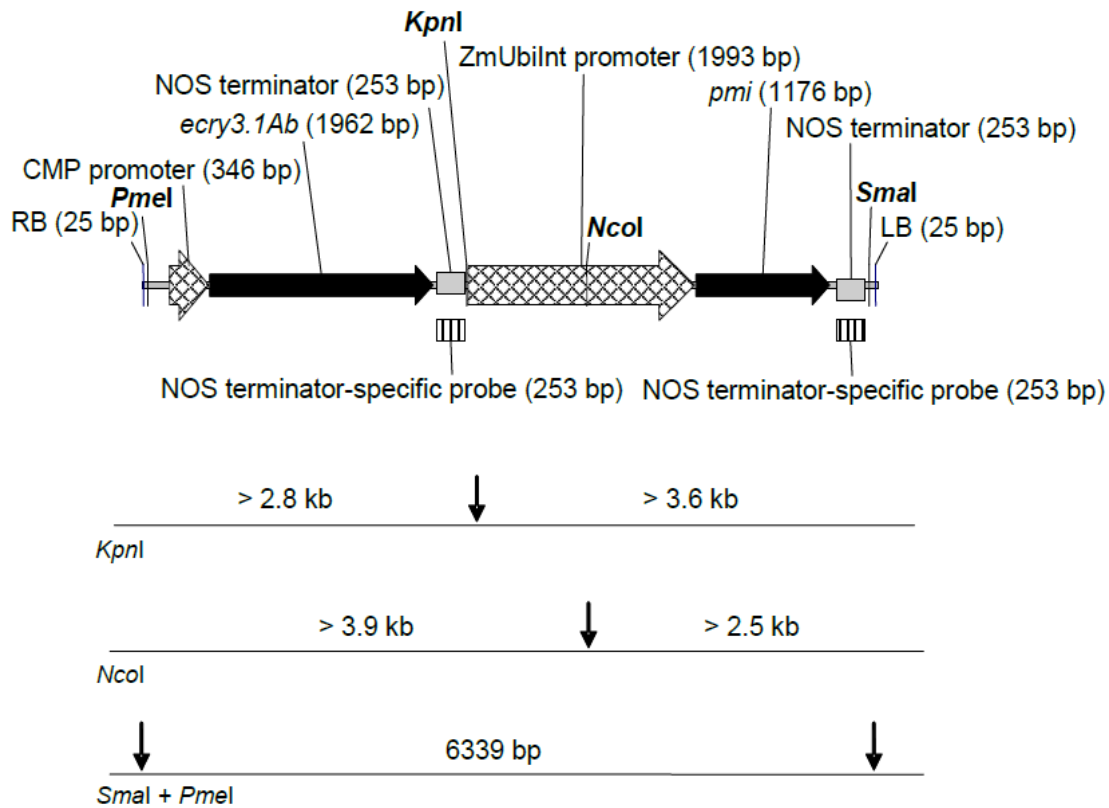 KpnI
ZmUbiInt promoter (1993 bp)
NOS terminator (253 bp)
pmi (1176 bp)
ecry3.1Ab (1962 bp)
NOS terminator (253 bp)
CMP promoter (346 bp)
PmeI
SmaI
RB (25 bp)
NcoI
LB (25 bp)
NOS terminator-specific probe (253 bp)
NOS terminator-specific probe (253 bp)
> 2.8 kb
> 3.6 kb
KpnI
> 3.9 kb
> 2.5 kb
NcoI
6339 bp
SmaI + PmeI